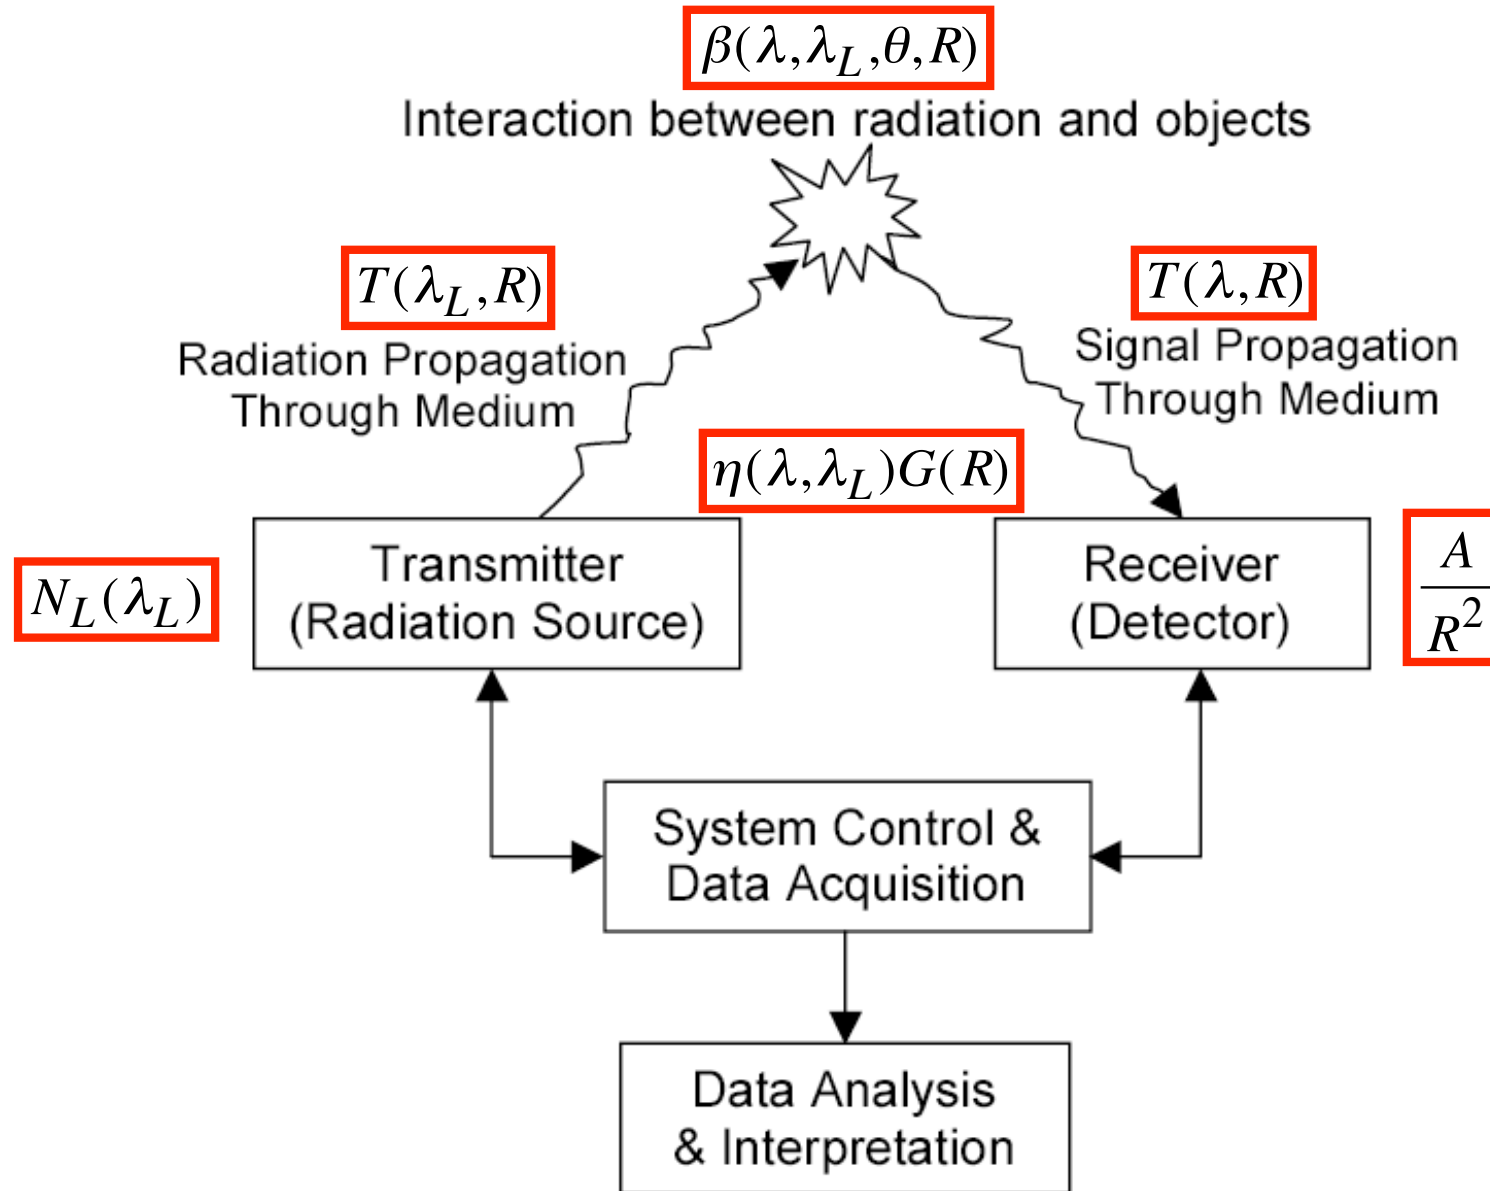 β(λ,λ_L,θ,R)
Interaction between radiation and objects
T(λ_L,R)
Radiation Propagation
Through Medium
T(λ,R)
Signal Propagation
Through Medium
η(λ,λ_L)G(R)
N_L(λ_L)
Transmitter
(Radiation Source)
Receiver
(Detector)
A
R²
System Control &
Data Acquisition
Data Analysis
& Interpretation